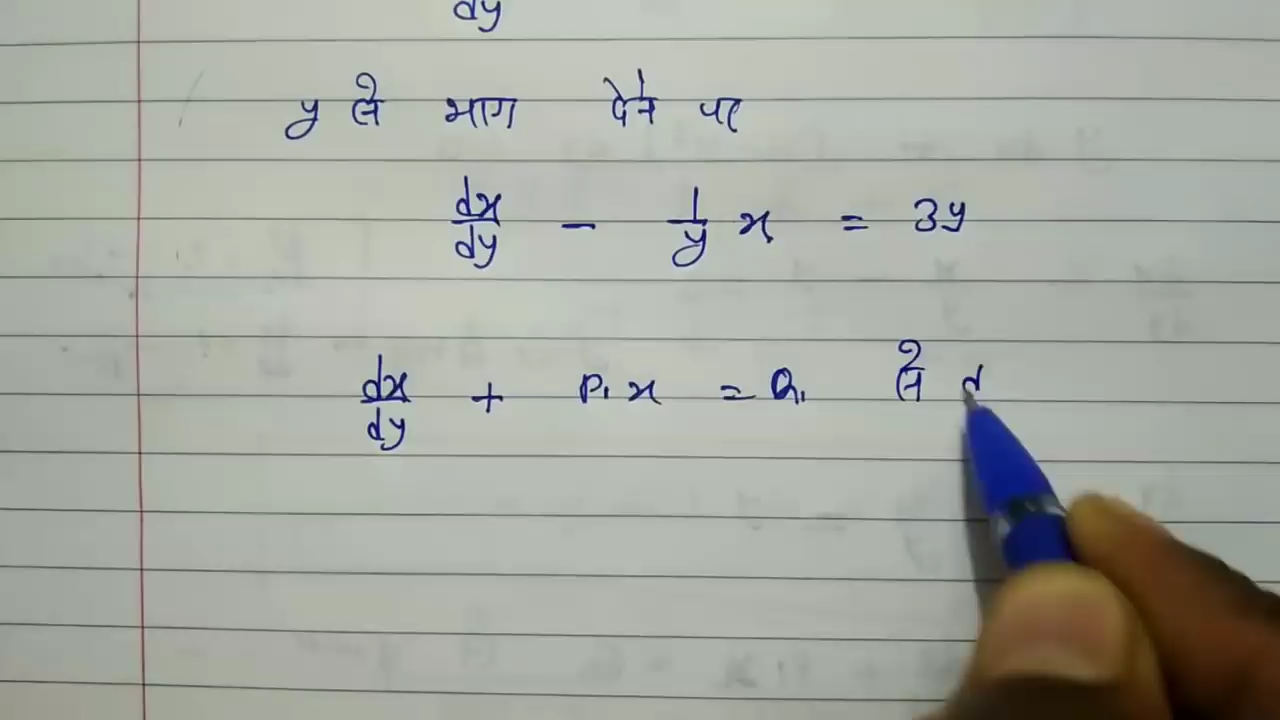 dy
y से भाग देने पर
dx/dy - 1/y x = 3y
dx/dy + P₁x = Q₁ से